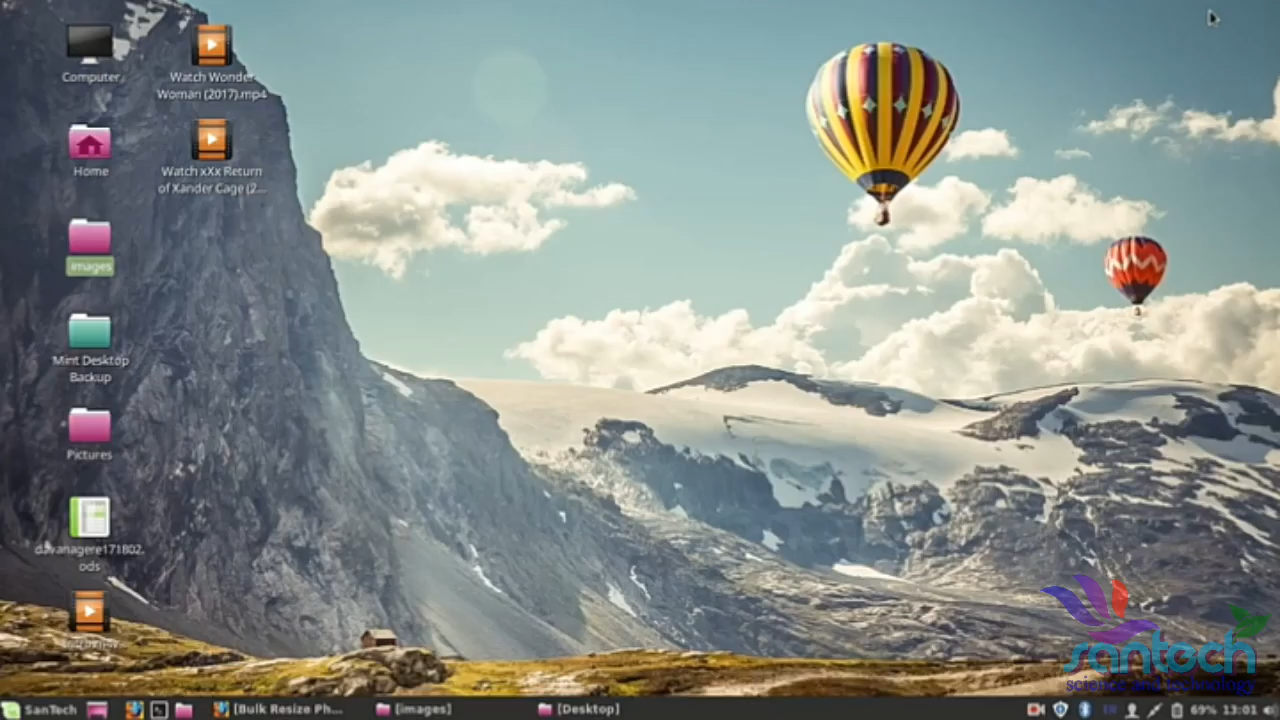 Computer
Home
images
Mint Desktop
Backup
Pictures
davanagere171802.
ods
Watch Wonder
Woman (2017).mp4
Watch xXx Return
of Xander Cage (2...
santech
science and technology
SanTech
[Bulk Resize Ph...
[images]
[Desktop]
EN
69%
13:01